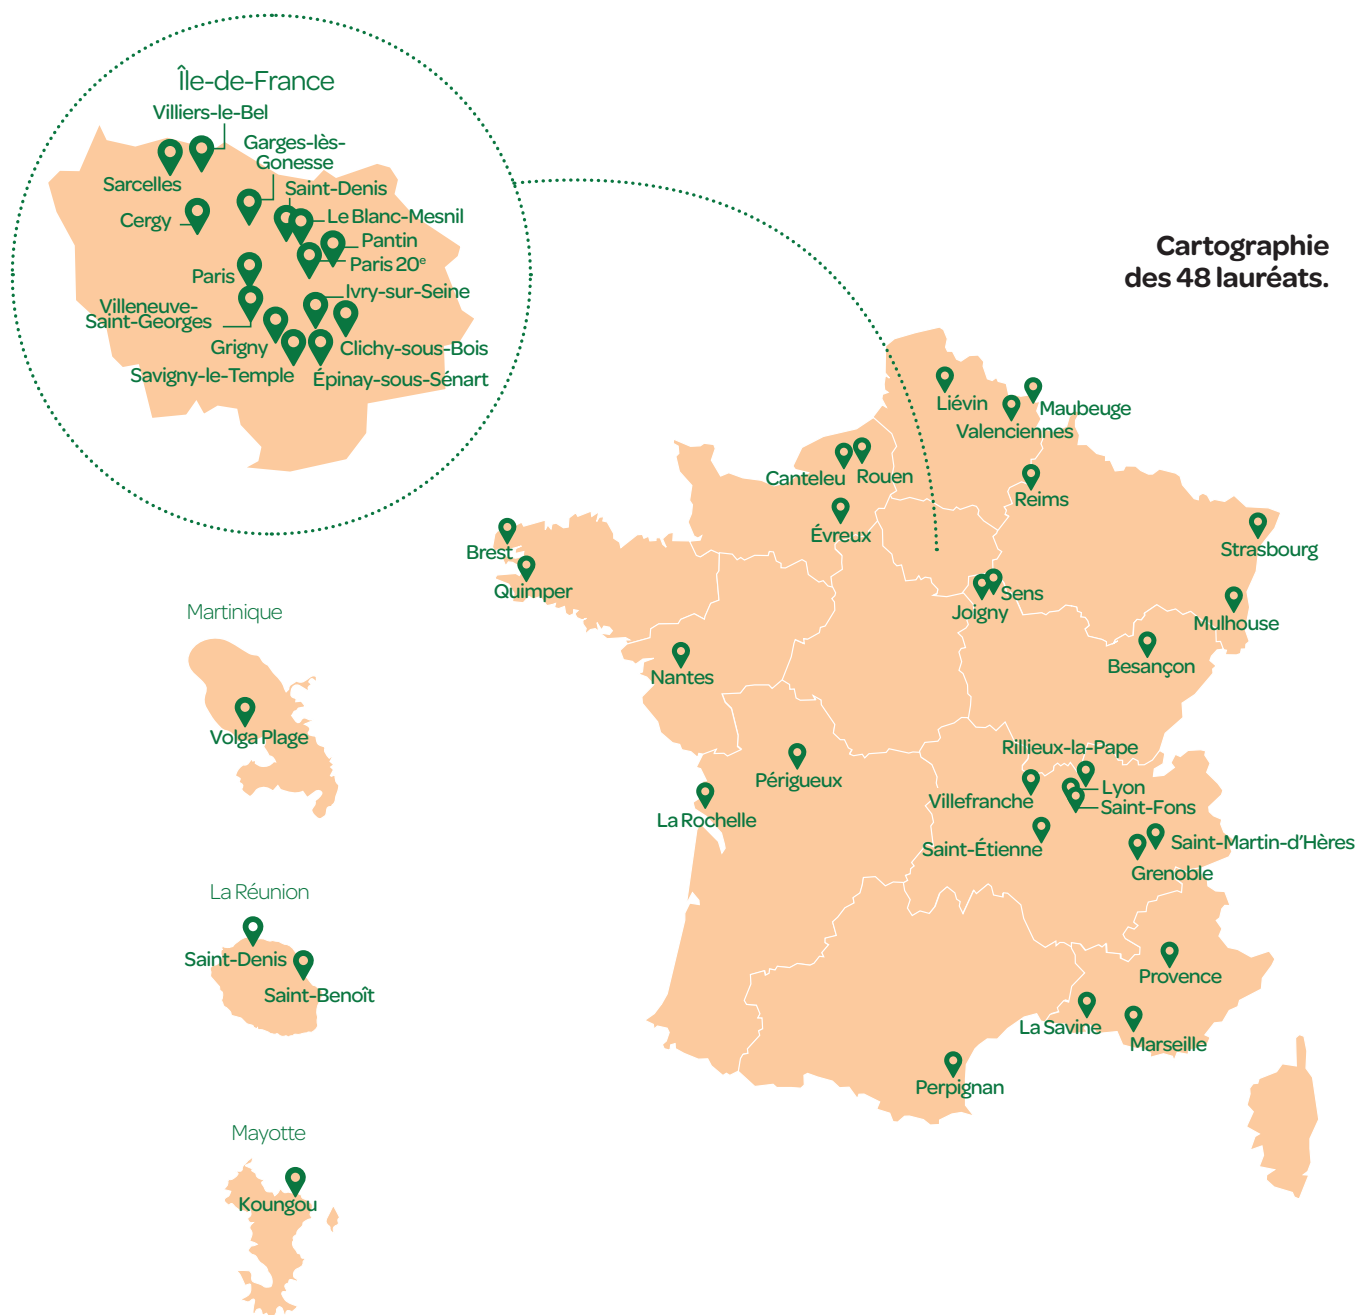 Île-de-France
Villiers-le-Bel
Garges-lès-
Gonesse
Sarcelles
Saint-Denis
Cergy
Le Blanc-Mesnil
Pantin
Paris 20e
Paris
Ivry-sur-Seine
Villeneuve-
Saint-Georges
Grigny
Clichy-sous-Bois
Savigny-le-Temple
Épinay-sous-Sénart
Cartographie
des 48 lauréats.
Liévin
Maubeuge
Valenciennes
Canteleu
Rouen
Reims
Évreux
Brest
Strasbourg
Quimper
Sens
Joigny
Mulhouse
Besançon
Nantes
Rillieux-la-Pape
Périgueux
Lyon
Villefranche
Saint-Fons
La Rochelle
Saint-Étienne
Saint-Martin-d'Hères
Grenoble
Provence
La Savine
Marseille
Perpignan
Martinique
Volga Plage
La Réunion
Saint-Denis
Saint-Benoît
Mayotte
Koungou